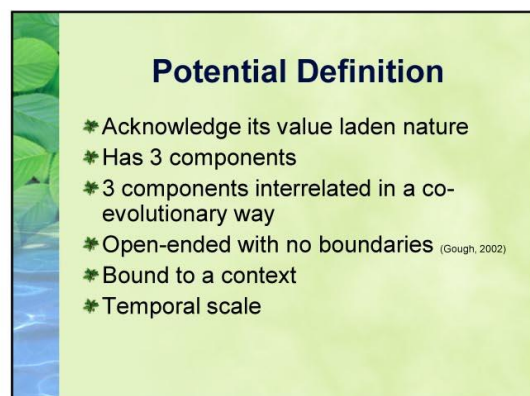 Potential Definition
Acknowledge its value laden nature
Has 3 components
3 components interrelated in a co-
evolutionary way
Open-ended with no boundaries (Gough, 2002)
Bound to a context
Temporal scale